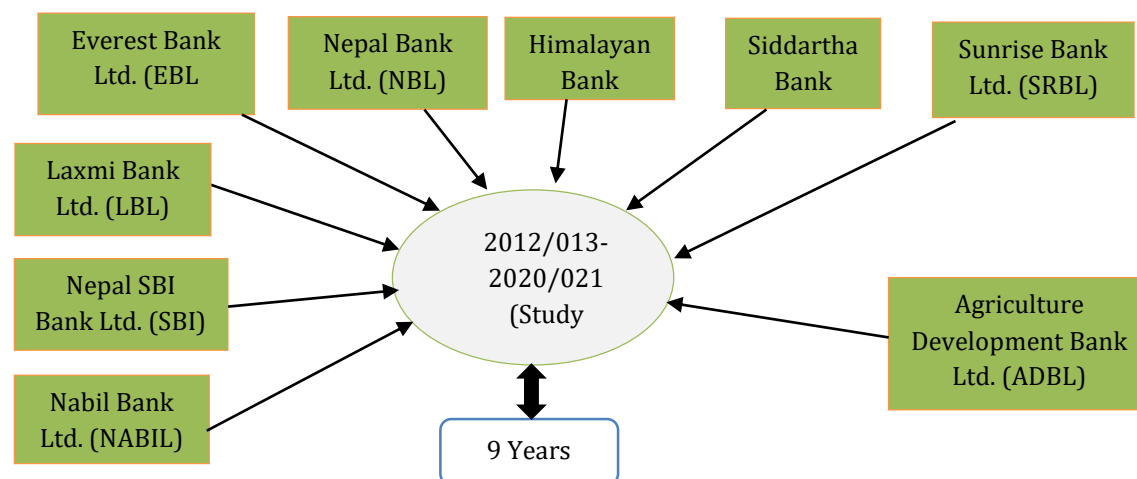 Everest Bank
Ltd. (EBL
Nepal Bank
Ltd. (NBL)
Himalayan
Bank
Siddartha
Bank
Sunrise Bank
Ltd. (SRBL)
Laxmi Bank
Ltd. (LBL)
Nepal SBI
Bank Ltd. (SBI)
Nabil Bank
Ltd. (NABIL)
2012/013-
2020/021
(Study
Agriculture
Development Bank
Ltd. (ADBL)
9 Years